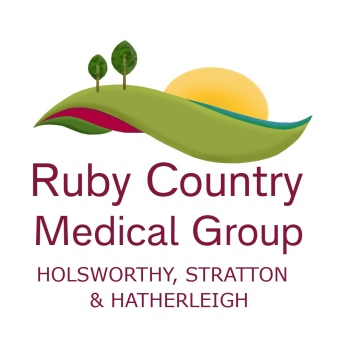 Ruby Country
Medical Group
HOLSWORTHY, STRATTON
& HATHERLEIGH